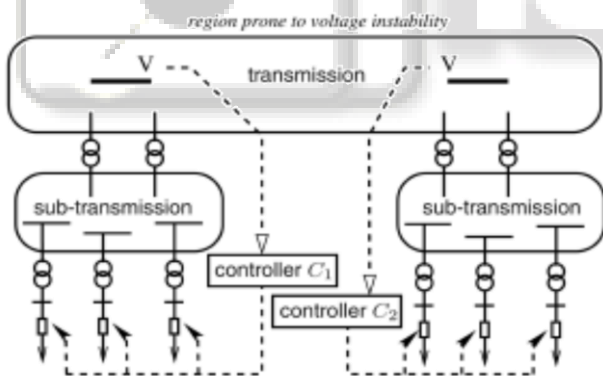 region prone to voltage instability
V
transmission
V
sub-transmission
sub-transmission
controller C₁
controller C₂